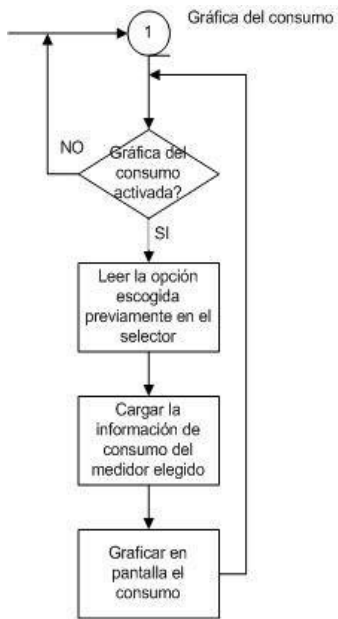 Gráfica del consumo
1
NO
Gráfica del
consumo
activada?
SI
Leer la opción
escogida
previamente en el
selector
Cargar la
información de
consumo del
medidor elegido
Graficar en
pantalla el
consumo